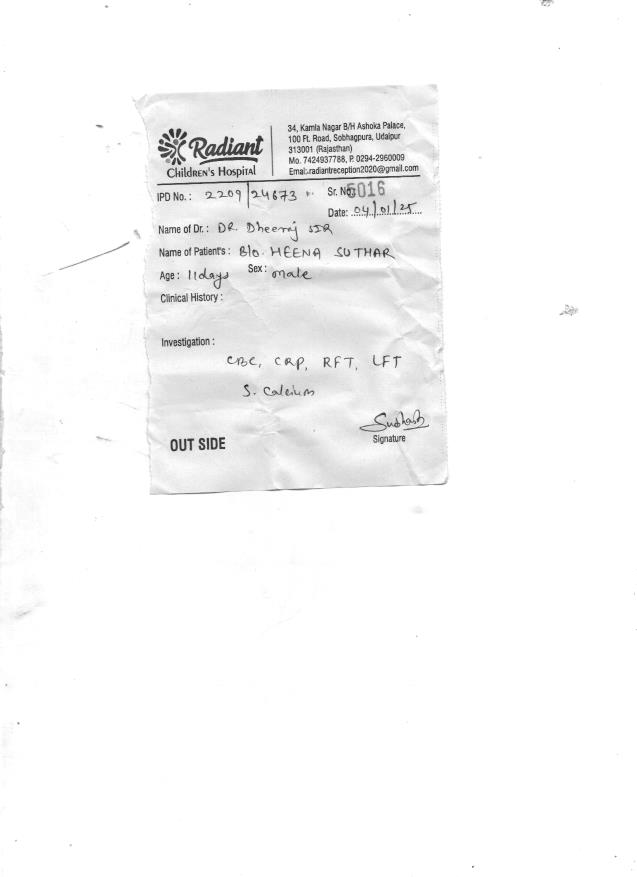 Radiant
Children's Hospital
34, Kamla Nagar B/H Ashoka Palace,
100 Ft. Road, Sobhagpura, Udaipur
313001 (Rajasthan)
Mo. 7424937788, P. 0294-2960009
Email:.radiantreception2020@gmail.com
IPD No.: 2209/24673 Sr. No. 5016
Date: 04/01/25
Name of Dr.: DR. Dheeraj SIR
Name of Patient's: B/o. MEENA SUTHAR
Age: 11days Sex: male
Clinical History:
Investigation:
CBC, CRP, RFT, LFT
S. Calcium
OUT SIDE
Signature